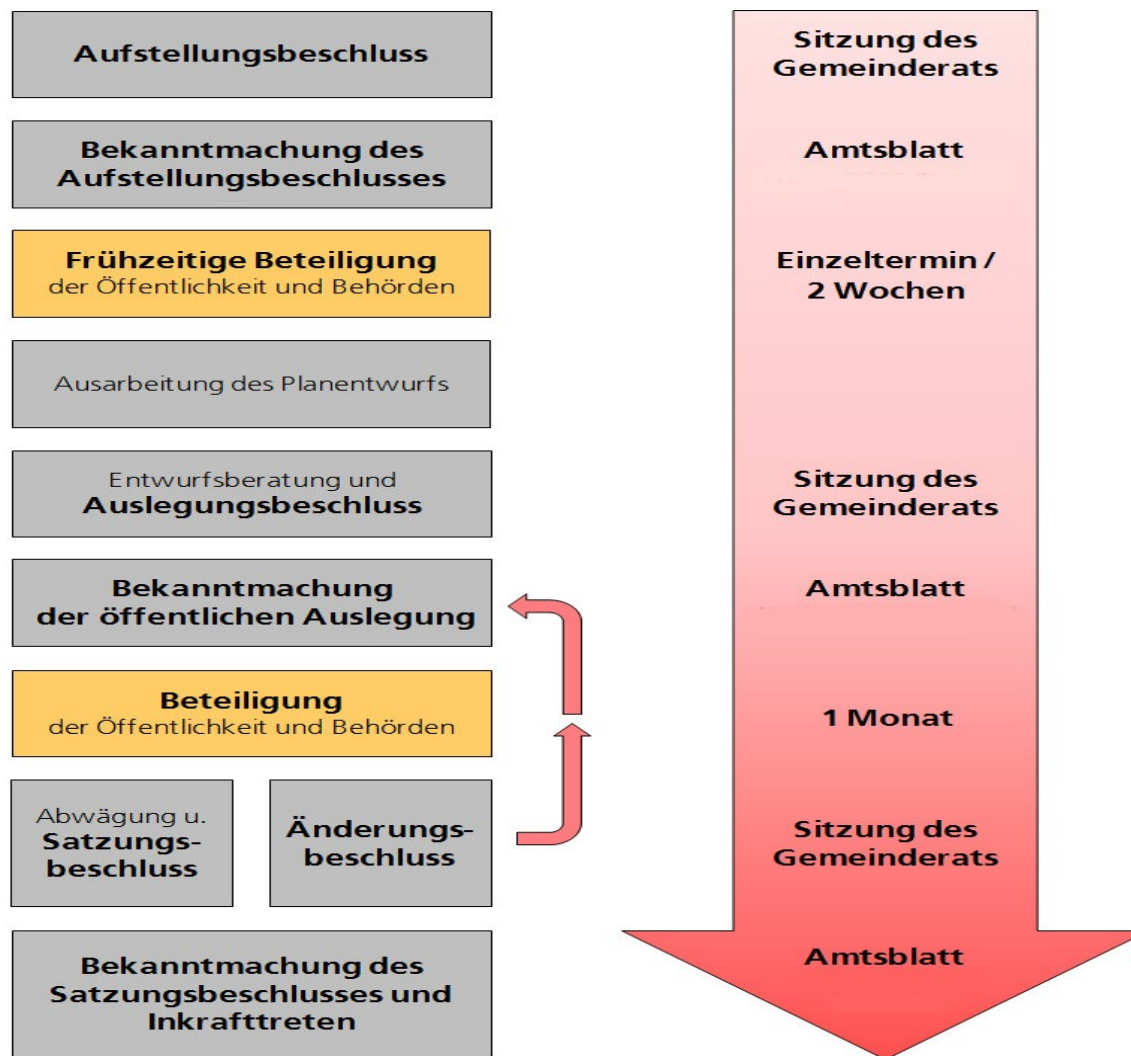 Aufstellungsbeschluss
Sitzung des
Gemeinderats
Bekanntmachung des
Aufstellungsbeschlusses
Amtsblatt
Frühzeitige Beteiligung
der Öffentlichkeit und Behörden
Einzeltermin /
2 Wochen
Ausarbeitung des Planentwurfs
Entwurfsberatung und
Auslegungsbeschluss
Sitzung des
Gemeinderats
Bekanntmachung
der öffentlichen Auslegung
Amtsblatt
Beteiligung
der Öffentlichkeit und Behörden
1 Monat
Abwägung u.
Satzungs-
beschluss
Änderungs-
beschluss
Sitzung des
Gemeinderats
Bekanntmachung des
Satzungsbeschlusses und
Inkrafttreten
Amtsblatt